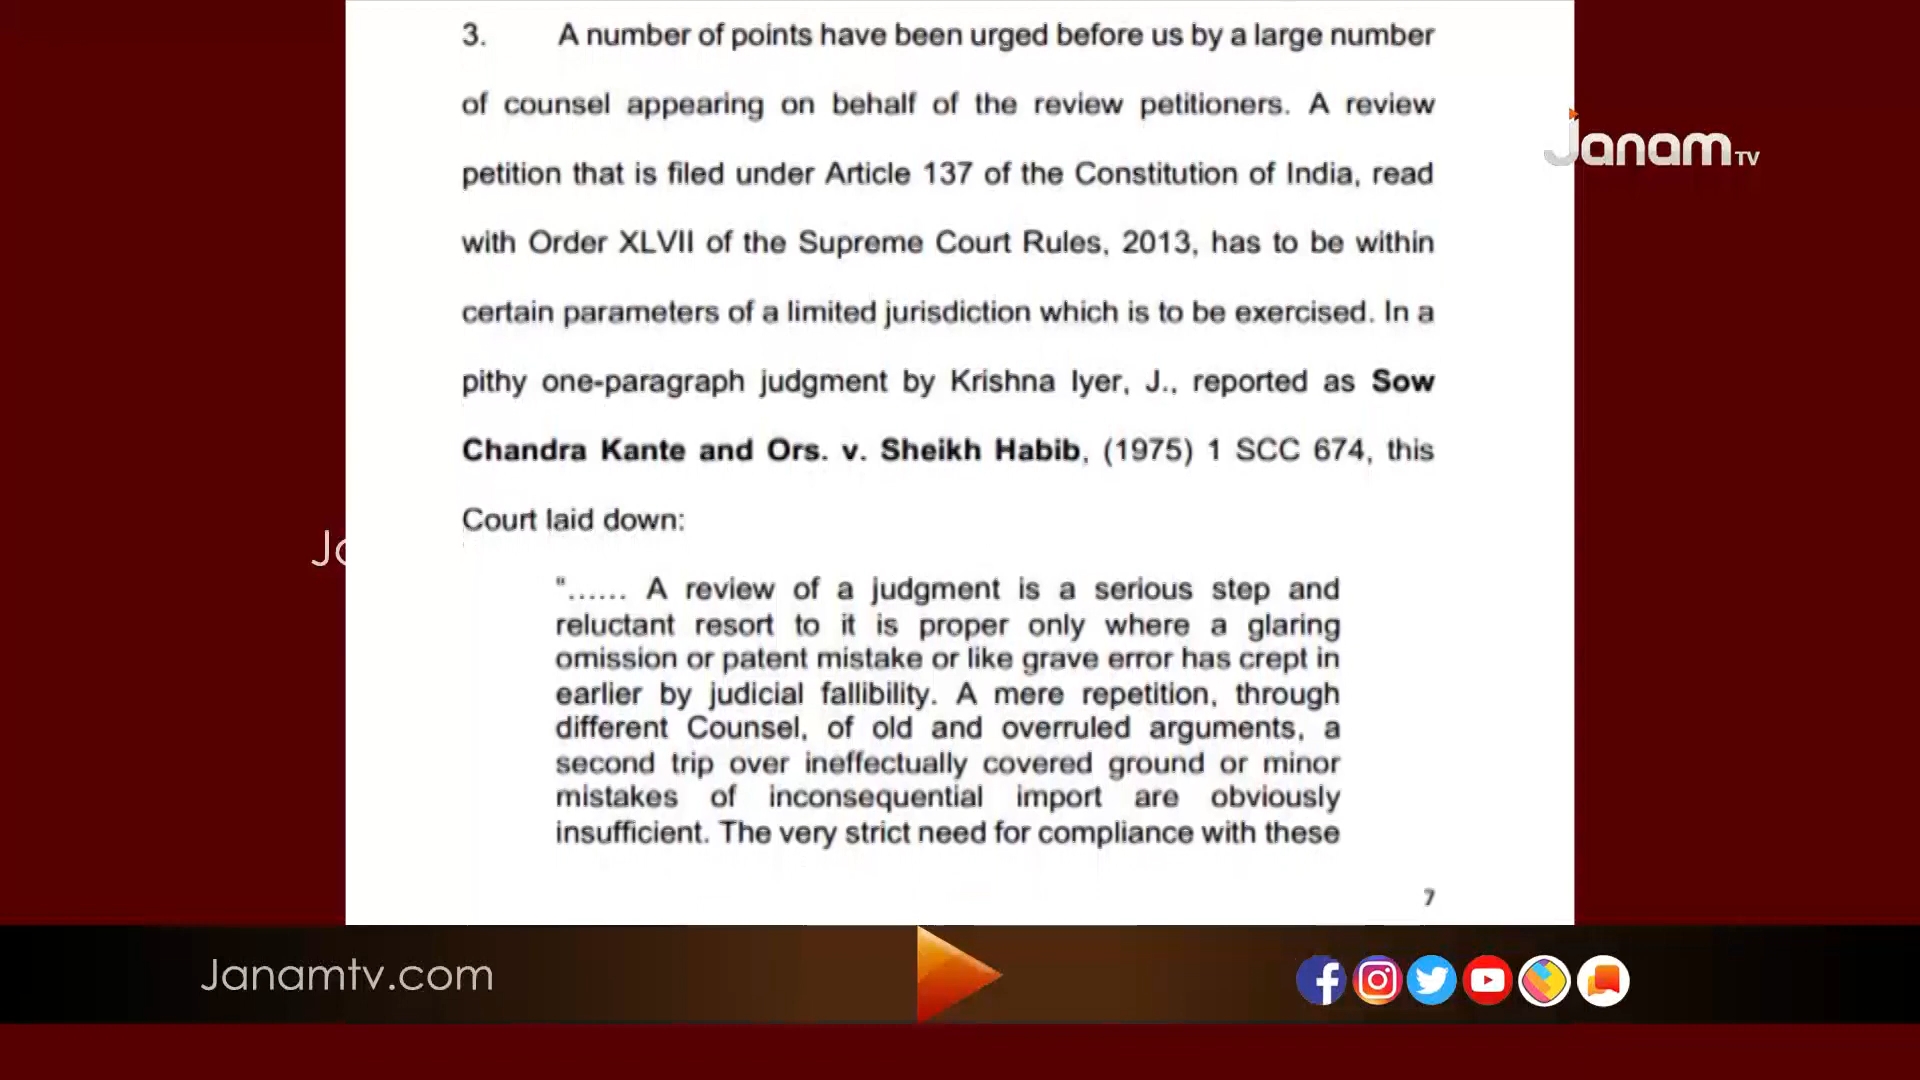 3. A number of points have been urged before us by a large number
of counsel appearing on behalf of the review petitioners. A review
petition that is filed under Article 137 of the Constitution of India, read
with Order XLVII of the Supreme Court Rules, 2013, has to be within
certain parameters of a limited jurisdiction which is to be exercised. In a
pithy one-paragraph judgment by Krishna Iyer, J., reported as Sow
Chandra Kante and Ors. v. Sheikh Habib, (1975) 1 SCC 674, this
Court laid down:
“…… A review of a judgment is a serious step and
reluctant resort to it is proper only where a glaring
omission or patent mistake or like grave error has crept in
earlier by judicial fallibility. A mere repetition, through
different Counsel, of old and overruled arguments, a
second trip over ineffectually covered ground or minor
mistakes of inconsequential import are obviously
insufficient. The very strict need for compliance with these
7
Janam TV
Janamtv.com